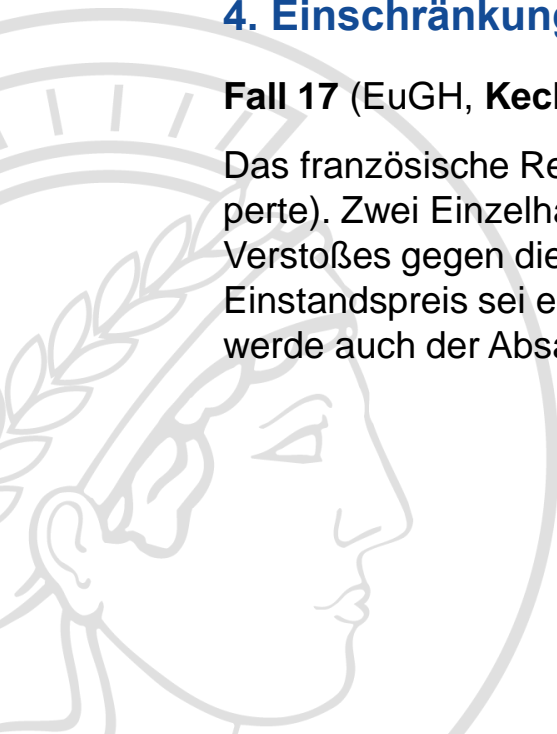 4. Einschränkung
Fall 17 (EuGH, Keck
Das französische Re
perte). Zwei Einzelha
Verstoßes gegen die
Einstandspreis sei e
werde auch der Absa